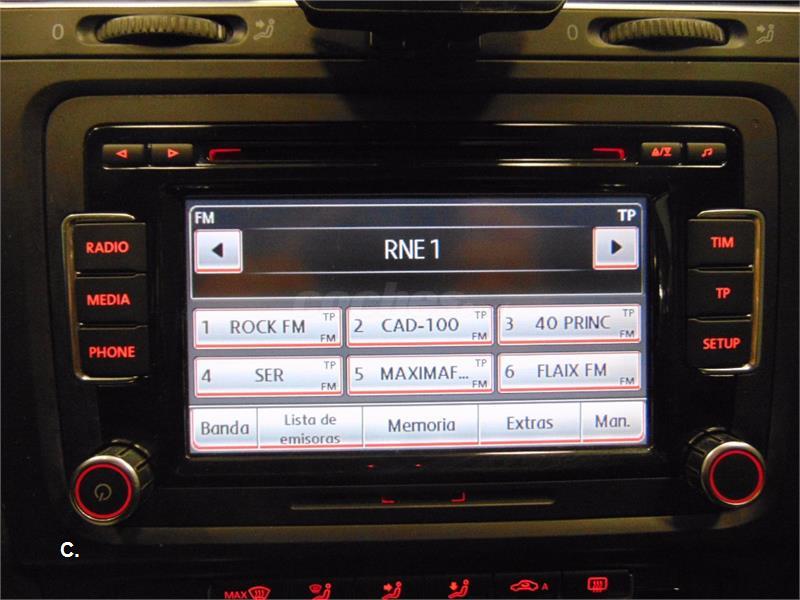 0
0
FM
TP
RNE 1
RADIO
MEDIA
PHONE
TIM
TP
SETUP
1 ROCK FM TP FM
2 CAD-100 TP FM
3 40 PRINC TP FM
4 SER TP FM
5 MAXIMAF... TP FM
6 FLAIX FM FM
Banda
Lista de
emisoras
Memoria
Extras
Man.
C.
MAX
A